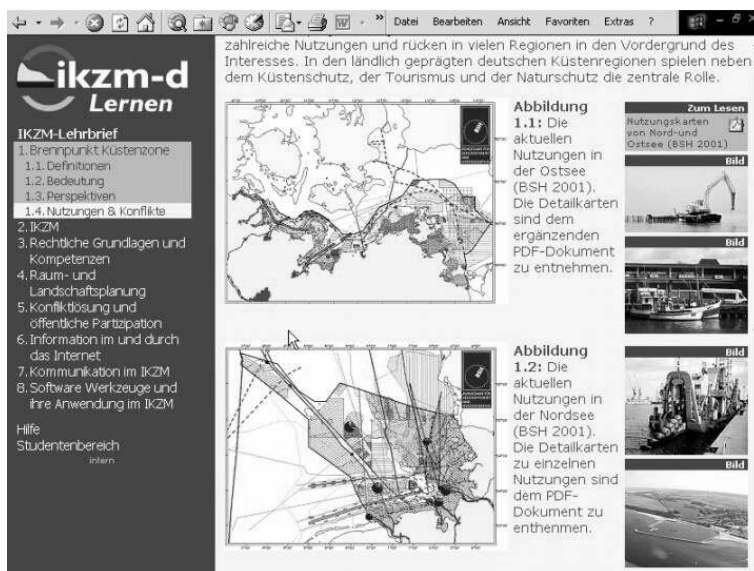 Datei Bearbeiten Ansicht Favoriten Extras ?
ikzm-d
Lernen
IKZM-Lehrbrief
1. Brennpunkt Küstenzone
1.1. Definitionen
1.2. Bedeutung
1.3. Perspektiven
1.4. Nutzungen & Konflikte
2. IKZM
3. Rechtliche Grundlagen und
Kompetenzen
4. Raum- und
Landschaftsplanung
5. Konfliktlösung und
öffentliche Partizipation
6. Information im und durch
das Internet
7. Kommunikation im IKZM
8. Software Werkzeuge und
ihre Anwendung im IKZM
Hilfe
Studentenbereich
intern
zahlreiche Nutzungen und rücken in vielen Regionen in den Vordergrund des
Interesses. In den ländlich geprägten deutschen Küstenregionen spielen neben
dem Küstenschutz, der Tourismus und der Naturschutz die zentrale Rolle.
Abbildung
1.1: Die
aktuellen
Nutzungen in
der Ostsee
(BSH 2001).
Die Detailkarten
sind dem
ergänzenden
PDF-Dokument
zu entnehmen.
Abbildung
1.2: Die
aktuellen
Nutzungen in
der Nordsee
(BSH 2001).
Die Detailkarten
zu einzelnen
Nutzungen sind
dem PDF-
Dokument zu
enthenmen.
Zum Lesen
Nutzungskarten
von Nord-und
Ostsee (BSH 2001)
Bild
Bild
Bild
Bild